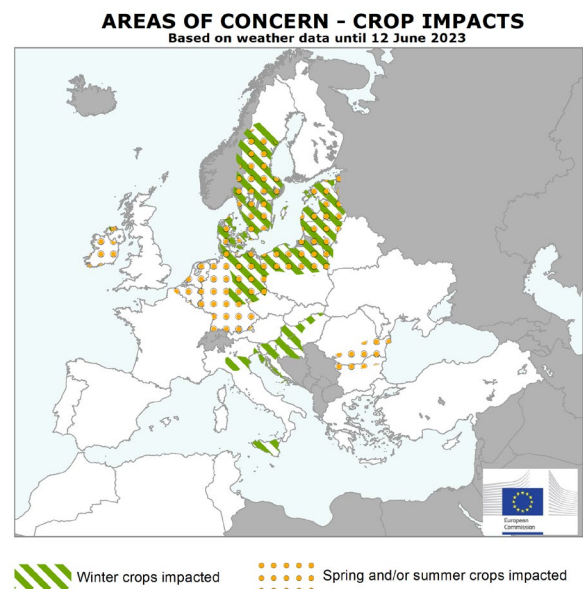 AREAS OF CONCERN - CROP IMPACTS
Based on weather data until 12 June 2023
European
Commission
Winter crops impacted
Spring and/or summer crops impacted